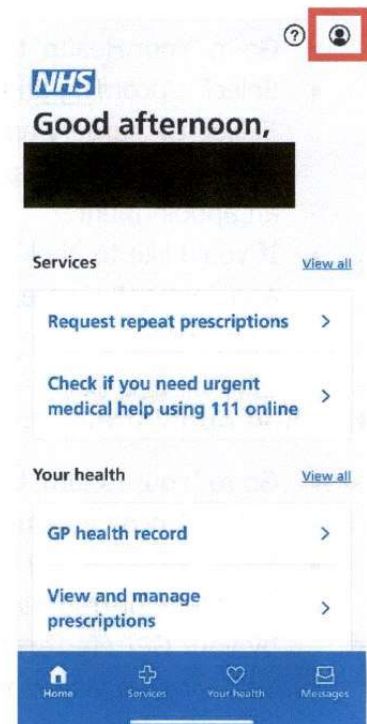 ?
NHS
Good afternoon,
Services
View all
Request repeat prescriptions
Check if you need urgent
medical help using 111 online
Your health
View all
GP health record
View and manage
prescriptions
Home
Services
Your health
Messages